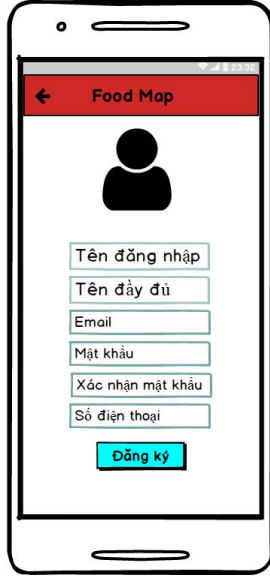 23:32
Food Map
Tên đăng nhập
Tên đầy đủ
Email
Mật khẩu
Xác nhận mật khẩu
Số điện thoại
Đăng ký